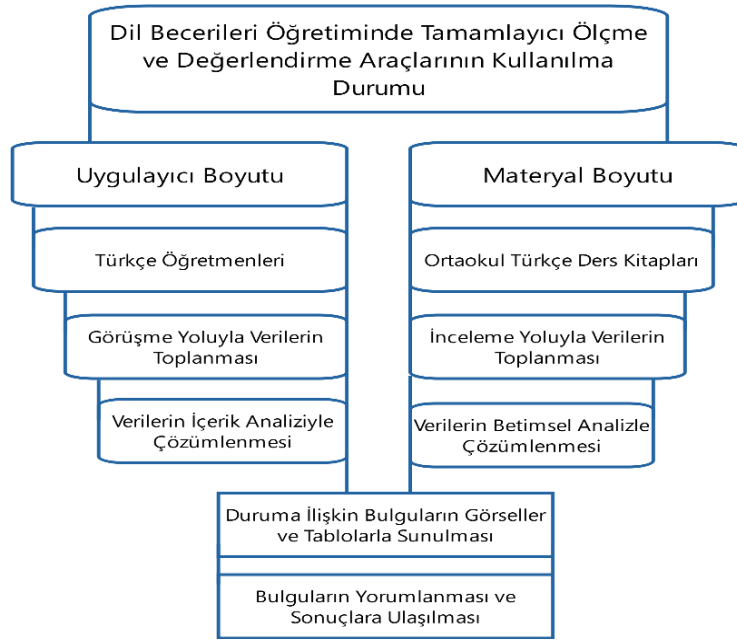 Dil Becerileri Öğretiminde Tamamlayıcı Ölçme
ve Değerlendirme Araçlarının Kullanılma
Durumu
Uygulayıcı Boyutu
Türkçe Öğretmenleri
Görüşme Yoluyla Verilerin
Toplanması
Verilerin İçerik Analiziyle
Çözümlenmesi
Materyal Boyutu
Ortaokul Türkçe Ders Kitapları
İnceleme Yoluyla Verilerin
Toplanması
Verilerin Betimsel Analizle
Çözümlenmesi
Duruma İlişkin Bulguların Görseller
ve Tablolarla Sunulması
Bulguların Yorumlanması ve
Sonuçlara Ulaşılması